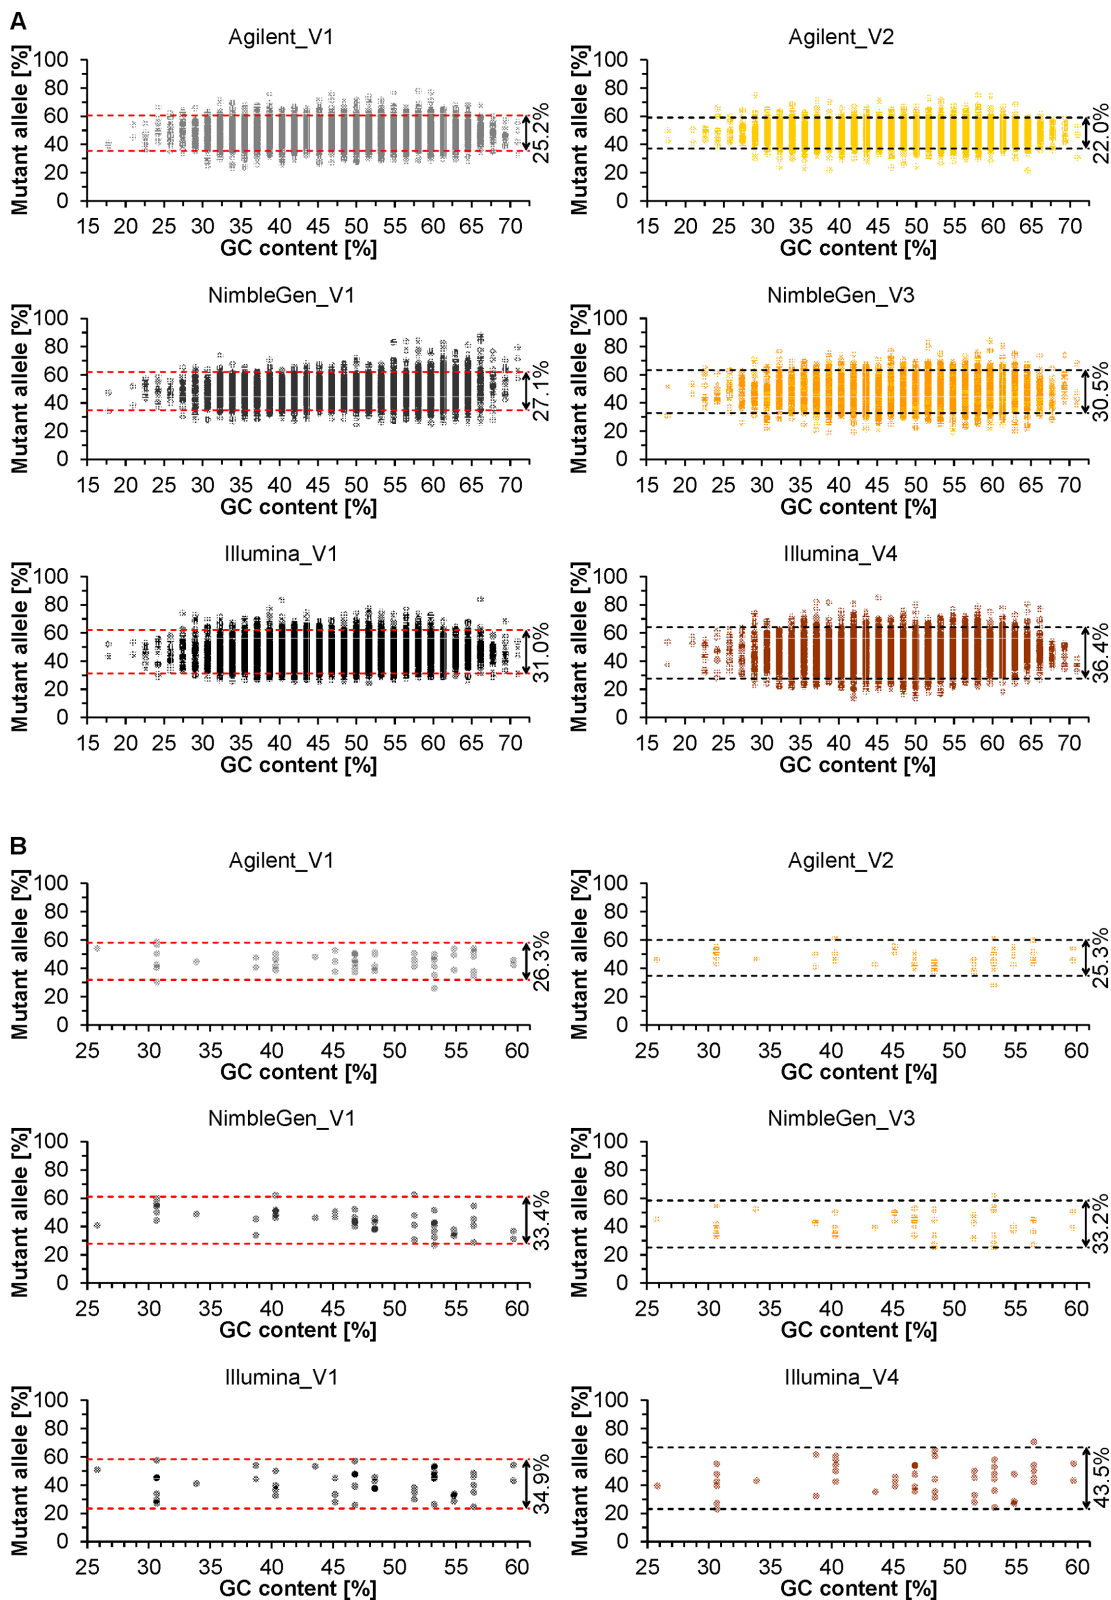 A
Agilent_V1
Mutant allele [%]
100
80
60
40
20
0
25.2%
15 20 25 30 35 40 45 50 55 60 65 70
GC content [%]
Agilent_V2
Mutant allele [%]
100
80
60
40
20
0
22.0%
15 20 25 30 35 40 45 50 55 60 65 70
GC content [%]
NimbleGen_V1
Mutant allele [%]
100
80
60
40
20
0
27.1%
15 20 25 30 35 40 45 50 55 60 65 70
GC content [%]
NimbleGen_V3
Mutant allele [%]
100
80
60
40
20
0
30.5%
15 20 25 30 35 40 45 50 55 60 65 70
GC content [%]
Illumina_V1
Mutant allele [%]
100
80
60
40
20
0
31.0%
15 20 25 30 35 40 45 50 55 60 65 70
GC content [%]
Illumina_V4
Mutant allele [%]
100
80
60
40
20
0
36.4%
15 20 25 30 35 40 45 50 55 60 65 70
GC content [%]
B
Agilent_V1
Mutant allele [%]
100
80
60
40
20
0
26.3%
25 30 35 40 45 50 55 60
GC content [%]
Agilent_V2
Mutant allele [%]
100
80
60
40
20
0
25.3%
25 30 35 40 45 50 55 60
GC content [%]
NimbleGen_V1
Mutant allele [%]
100
80
60
40
20
0
33.4%
25 30 35 40 45 50 55 60
GC content [%]
NimbleGen_V3
Mutant allele [%]
100
80
60
40
20
0
33.2%
25 30 35 40 45 50 55 60
GC content [%]
Illumina_V1
Mutant allele [%]
100
80
60
40
20
0
34.9%
25 30 35 40 45 50 55 60
GC content [%]
Illumina_V4
Mutant allele [%]
100
80
60
40
20
0
43.5%
25 30 35 40 45 50 55 60
GC content [%]